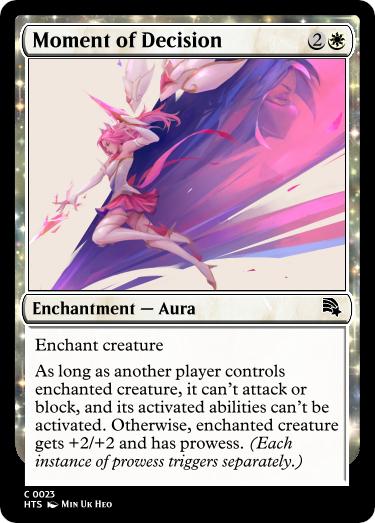 Moment of Decision 2
Enchantment — Aura
Enchant creature
As long as another player controls
enchanted creature, it can't attack or
block, and its activated abilities can't be
activated. Otherwise, enchanted creature
gets +2/+2 and has prowess. (Each
instance of prowess triggers separately.)
C 0023
HTS Min Uk Heo